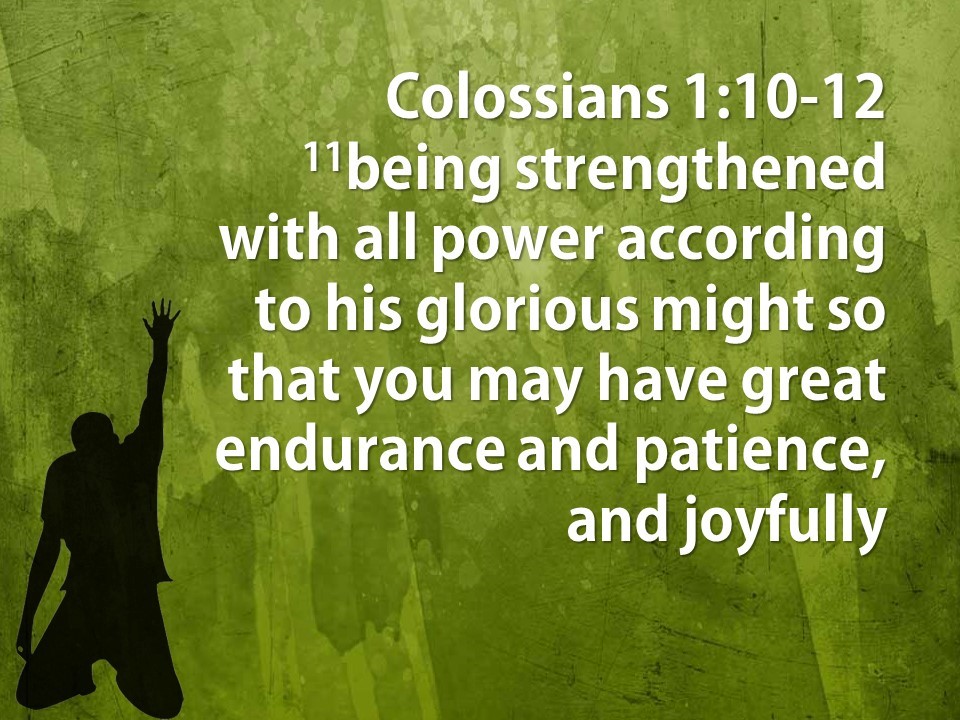 Colossians 1:10-12
¹¹being strengthened
with all power according
to his glorious might so
that you may have great
endurance and patience,
and joyfully